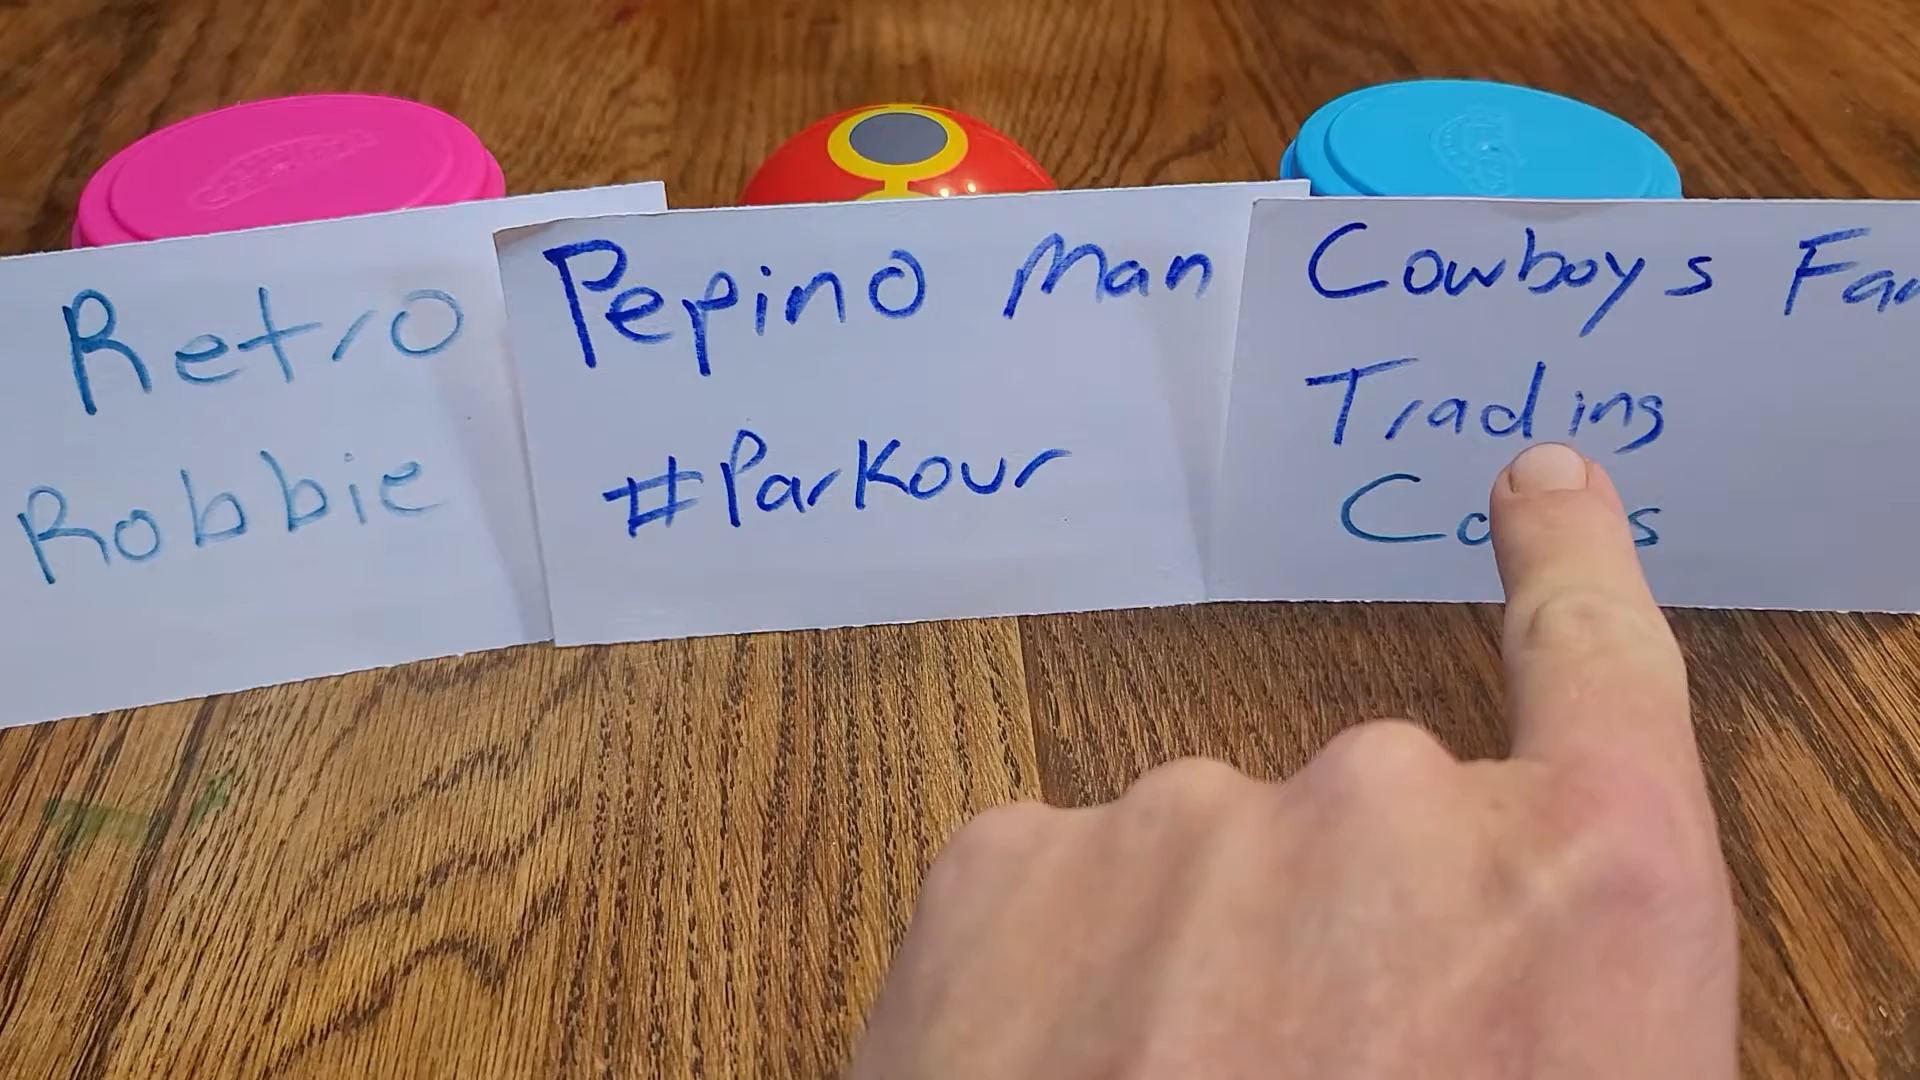 Retro
Robbie
Pepino Man
#Parkour
Cowboys
Trading